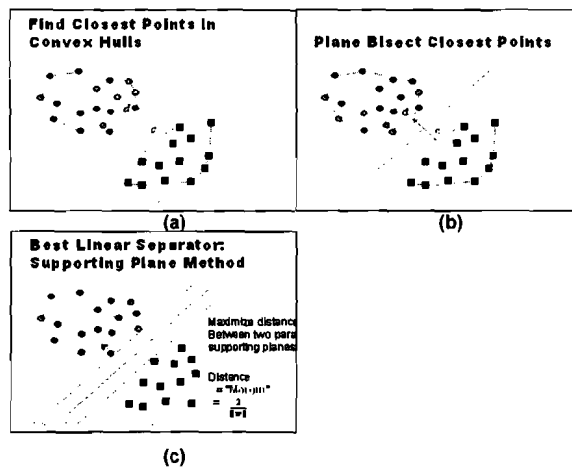 Find Closest Points in
Convex Hulls
d
c
(a)
Plane Bisect Closest Points
d
c
(b)
Best Linear Separator:
Supporting Plane Method
Maximize distance
Between two para
supporting planes
Distance
= "Margin"
= 2
||w||
(c)